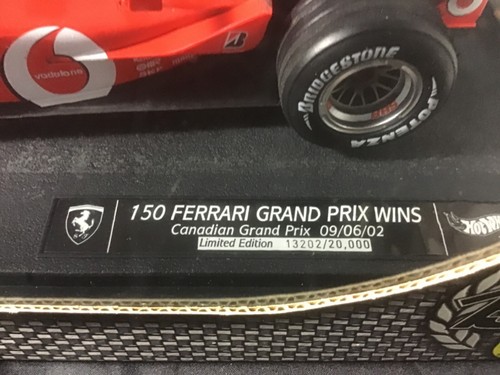 vodafone
BRIDGESTONE
POTENZA
150 FERRARI GRAND PRIX WINS
Canadian Grand Prix 09/06/02
Limited Edition 13202/20,000